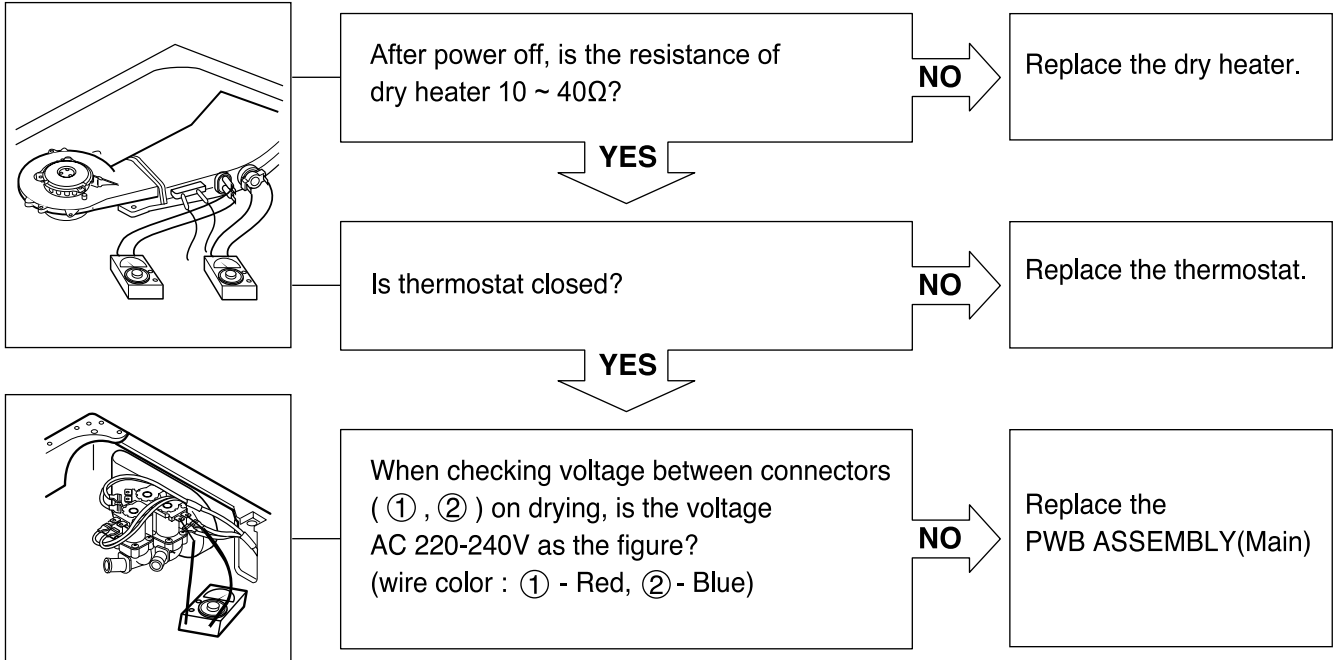 After power off, is the resistance of
dry heater 10 ~ 40Ω?
NO
Replace the dry heater.
YES
Is thermostat closed?
NO
Replace the thermostat.
YES
When checking voltage between connectors
( ① , ② ) on drying, is the voltage
AC 220-240V as the figure?
(wire color : ① - Red, ② - Blue)
NO
Replace the
PWB ASSEMBLY(Main)